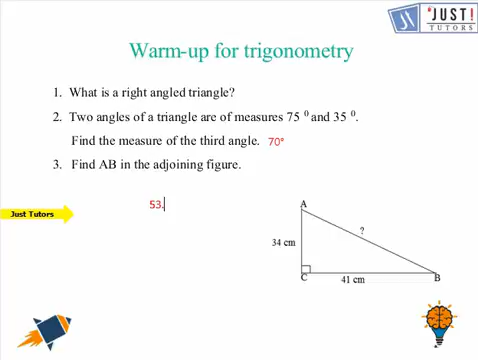 JUST!
TUTORS
Warm-up for trigonometry
1. What is a right angled triangle?
2. Two angles of a triangle are of measures 75 ⁰ and 35 ⁰.
Find the measure of the third angle. 70°
3. Find AB in the adjoining figure.
53.
Just Tutors
A
?
34 cm
C
41 cm
B